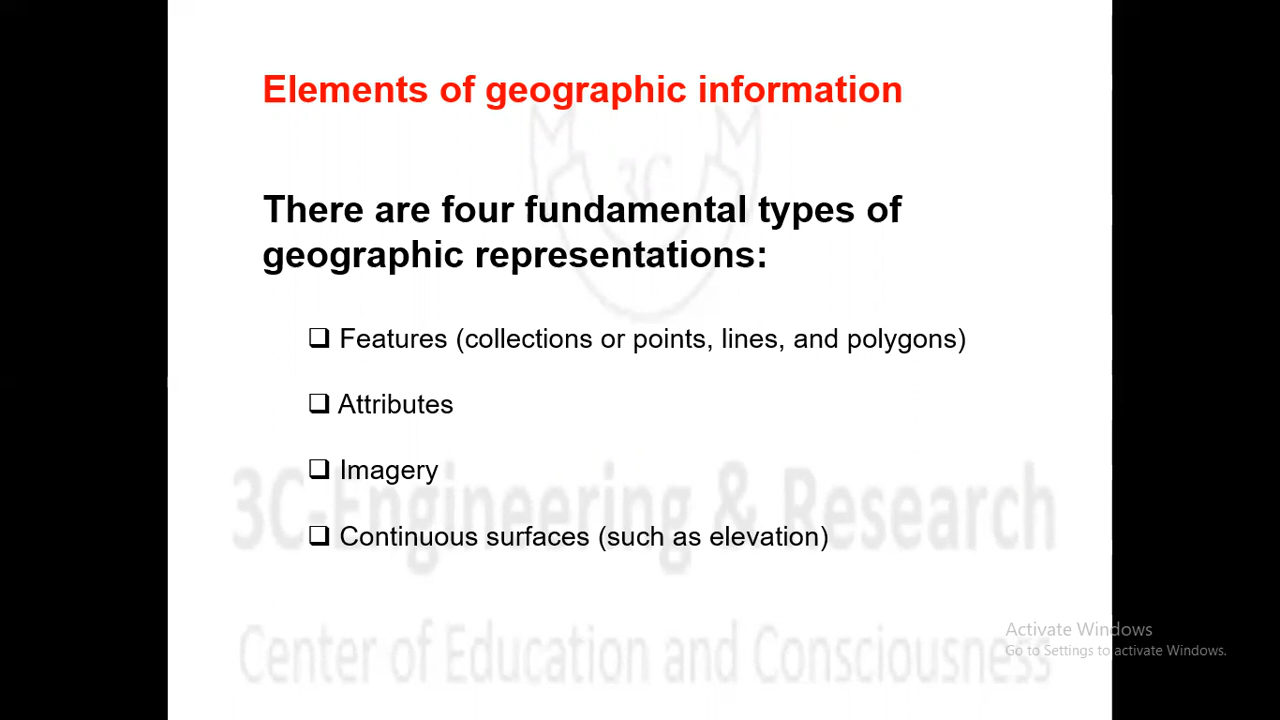 Elements of geographic information
There are four fundamental types of
geographic representations:
Features (collections or points, lines, and polygons)
Attributes
Imagery
Continuous surfaces (such as elevation)
3C
3C-Engineering & Research
Center of Education and Consciousness
Activate Windows
Go to Settings to activate Windows.